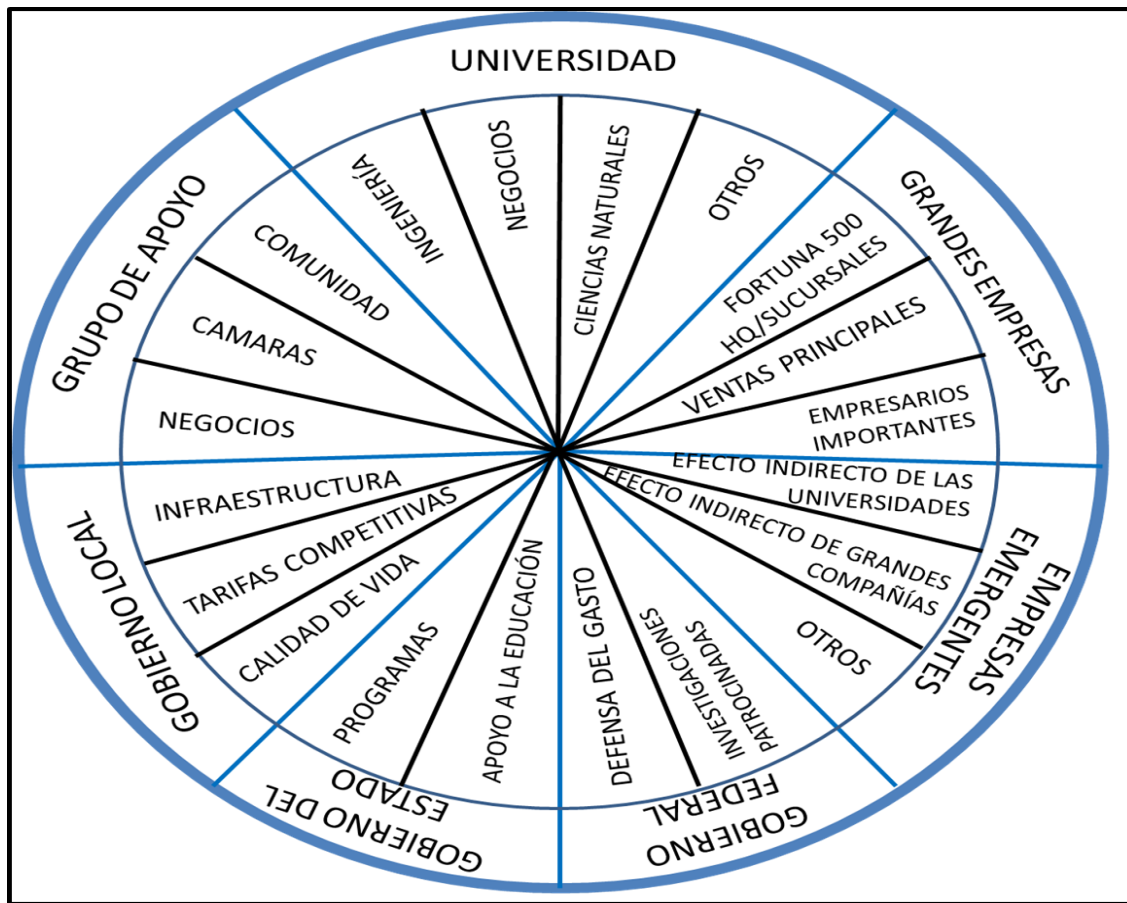 UNIVERSIDAD
INGENIERÍA
NEGOCIOS
CIENCIAS NATURALES
OTROS
GRANDES EMPRESAS
FORTUNA 500
HQ/SUCURSALES
VENTAS PRINCIPALES
EMPRESARIOS
IMPORTANTES
EMPRESAS
EMERGENTES
EFECTO INDIRECTO DE LAS
UNIVERSIDADES
EFECTO INDIRECTO DE GRANDES
COMPAÑÍAS
OTROS
GOBIERNO
FEDERAL
INVESTIGACIONES
PATROCINADAS
DEFENSA DEL GASTO
GOBIERNO DEL
ESTADO
APOYO A LA EDUCACIÓN
PROGRAMAS
GOBIERNO LOCAL
CALIDAD DE VIDA
TARIFAS COMPETITIVAS
INFRAESTRUCTURA
GRUPO DE APOYO
NEGOCIOS
CAMARAS
COMUNIDAD